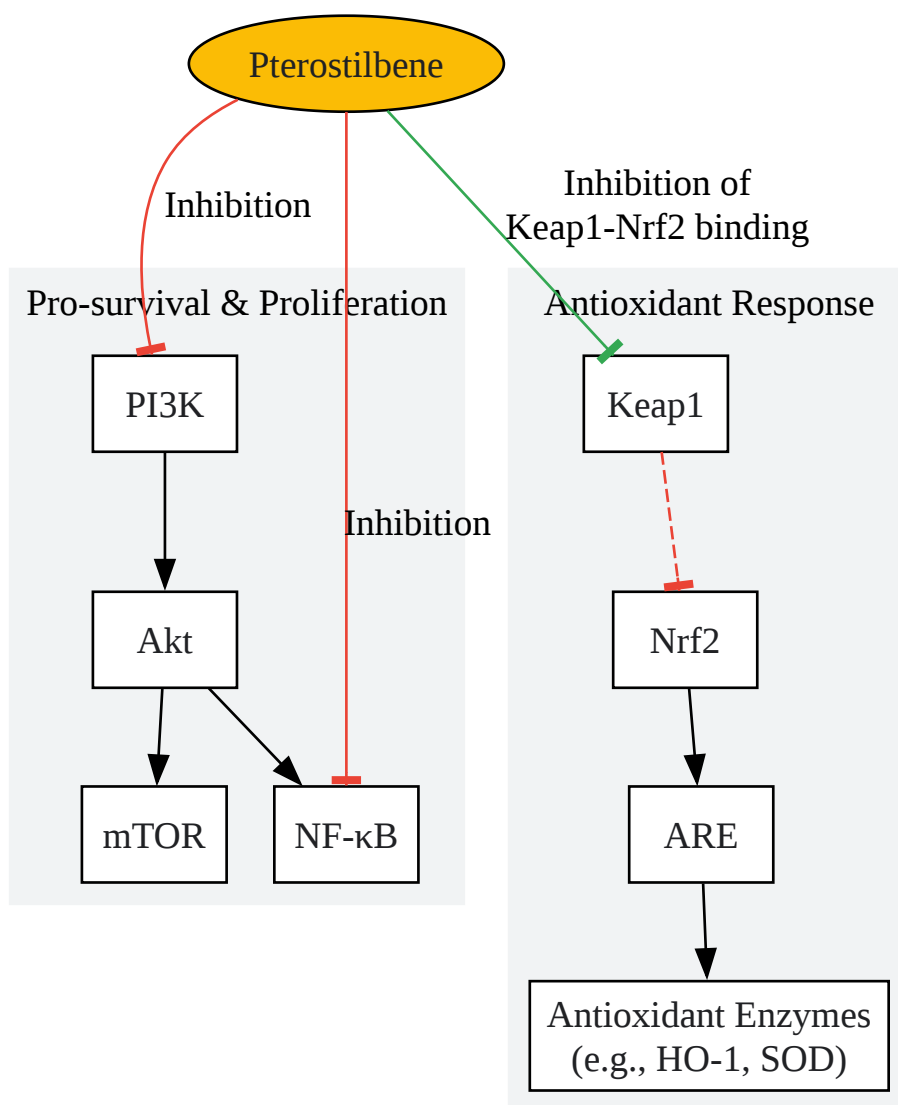 Pterostilbene
Inhibition
Inhibition of
Keap1-Nrf2 binding
Pro-survival & Proliferation
Antioxidant Response
PI3K
Keap1
Inhibition
Akt
Nrf2
mTOR
NF-κB
ARE
Antioxidant Enzymes
(e.g., HO-1, SOD)